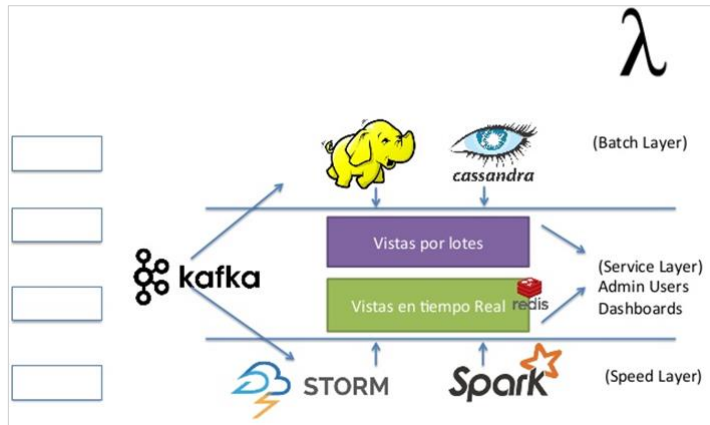 λ
(Batch Layer)
cassandra
Vistas por lotes
kafka
(Service Layer)
Admin Users
Dashboards
Vistas en tiempo Real
redis
STORM
Spark
(Speed Layer)